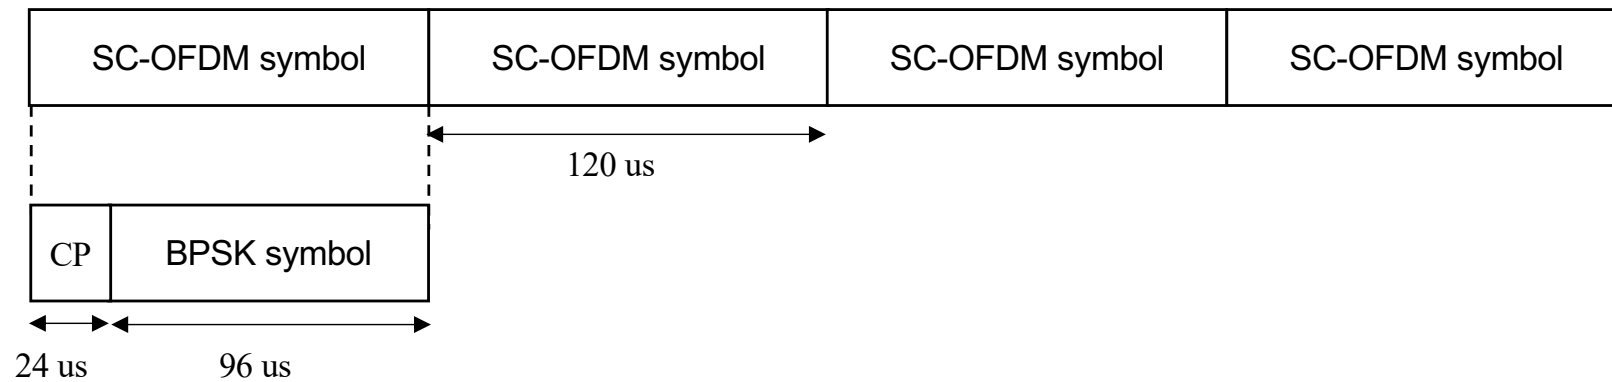 SC-OFDM symbol SC-OFDM symbol SC-OFDM symbol SC-OFDM symbol
120 us
CP BPSK symbol
24 us 96 us